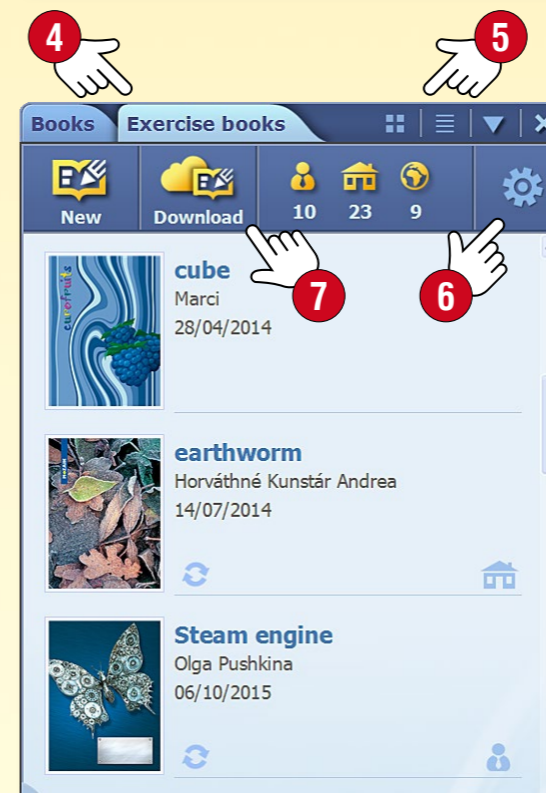 4
5
Books Exercise books
New Download 10 23 9
7
6
cube
Marci
28/04/2014
eurofruits
earthworm
Horváthné Kunstár Andrea
14/07/2014
Steam engine
Olga Pushkina
06/10/2015